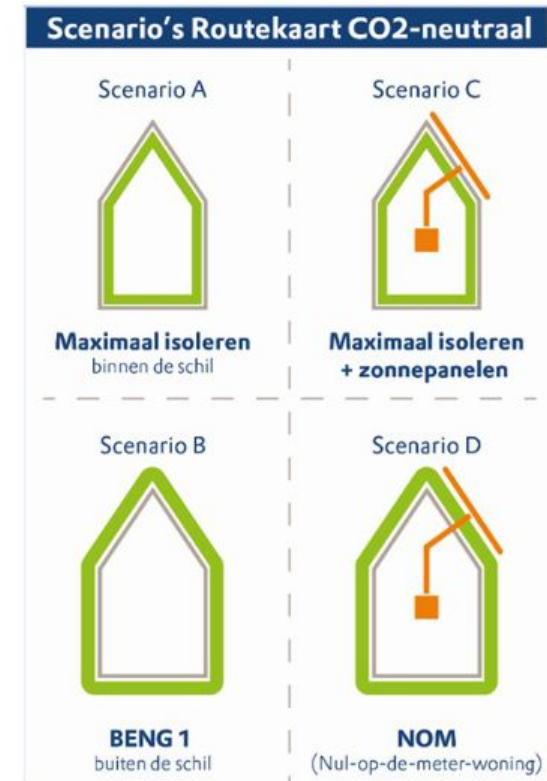 Scenario's Routekaart CO2-neutraal
Scenario A
Maximaal isoleren
binnen de schil
Scenario C
Maximaal isoleren
+ zonnepanelen
Scenario B
BENG 1
buiten de schil
Scenario D
NOM
(Nul-op-de-meter-woning)